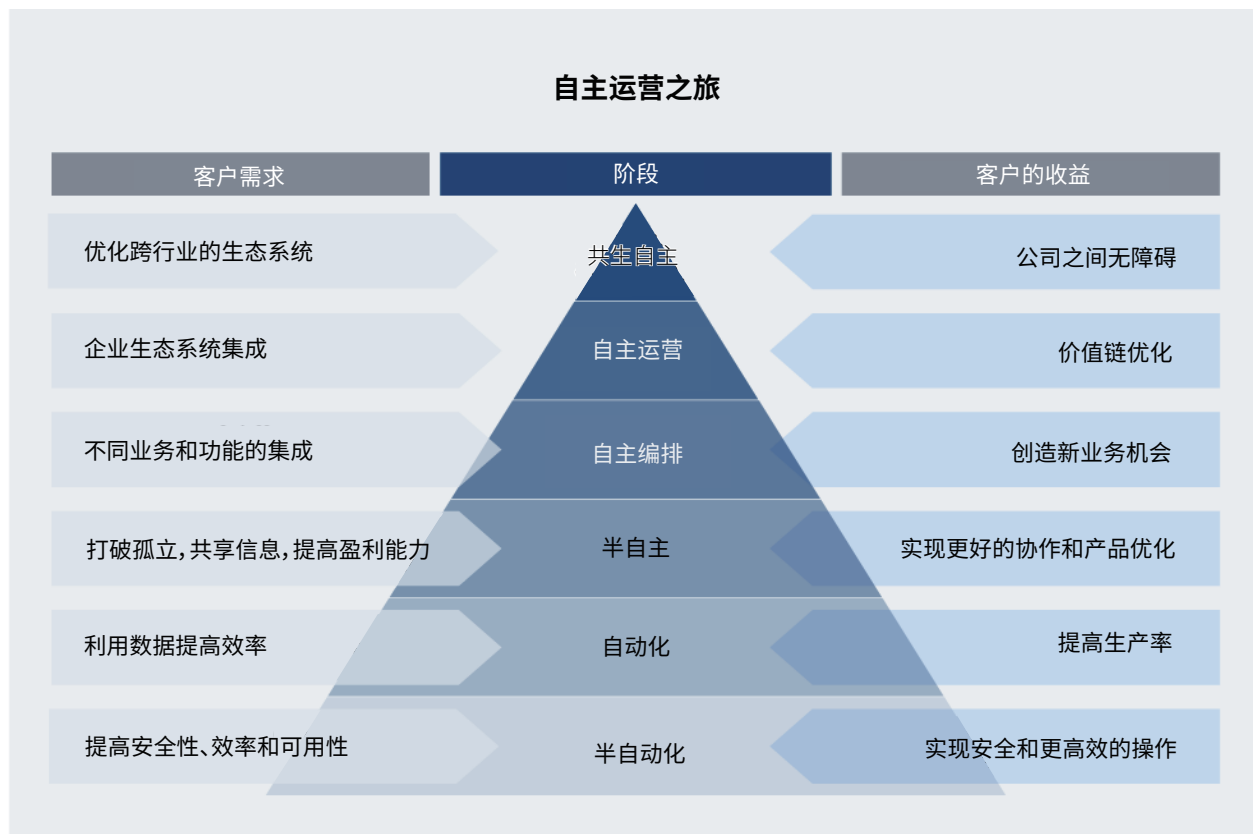 自主运营之旅
客户需求
阶段
客户的收益
优化跨行业的生态系统
共生自主
公司之间无障碍
企业生态系统集成
自主运营
价值链优化
不同业务和功能的集成
自主编排
创造新业务机会
打破孤立，共享信息，提高盈利能力
半自主
实现更好的协作和产品优化
利用数据提高效率
自动化
提高生产率
提高安全性、效率和可用性
半自动化
实现安全和更高效的操作